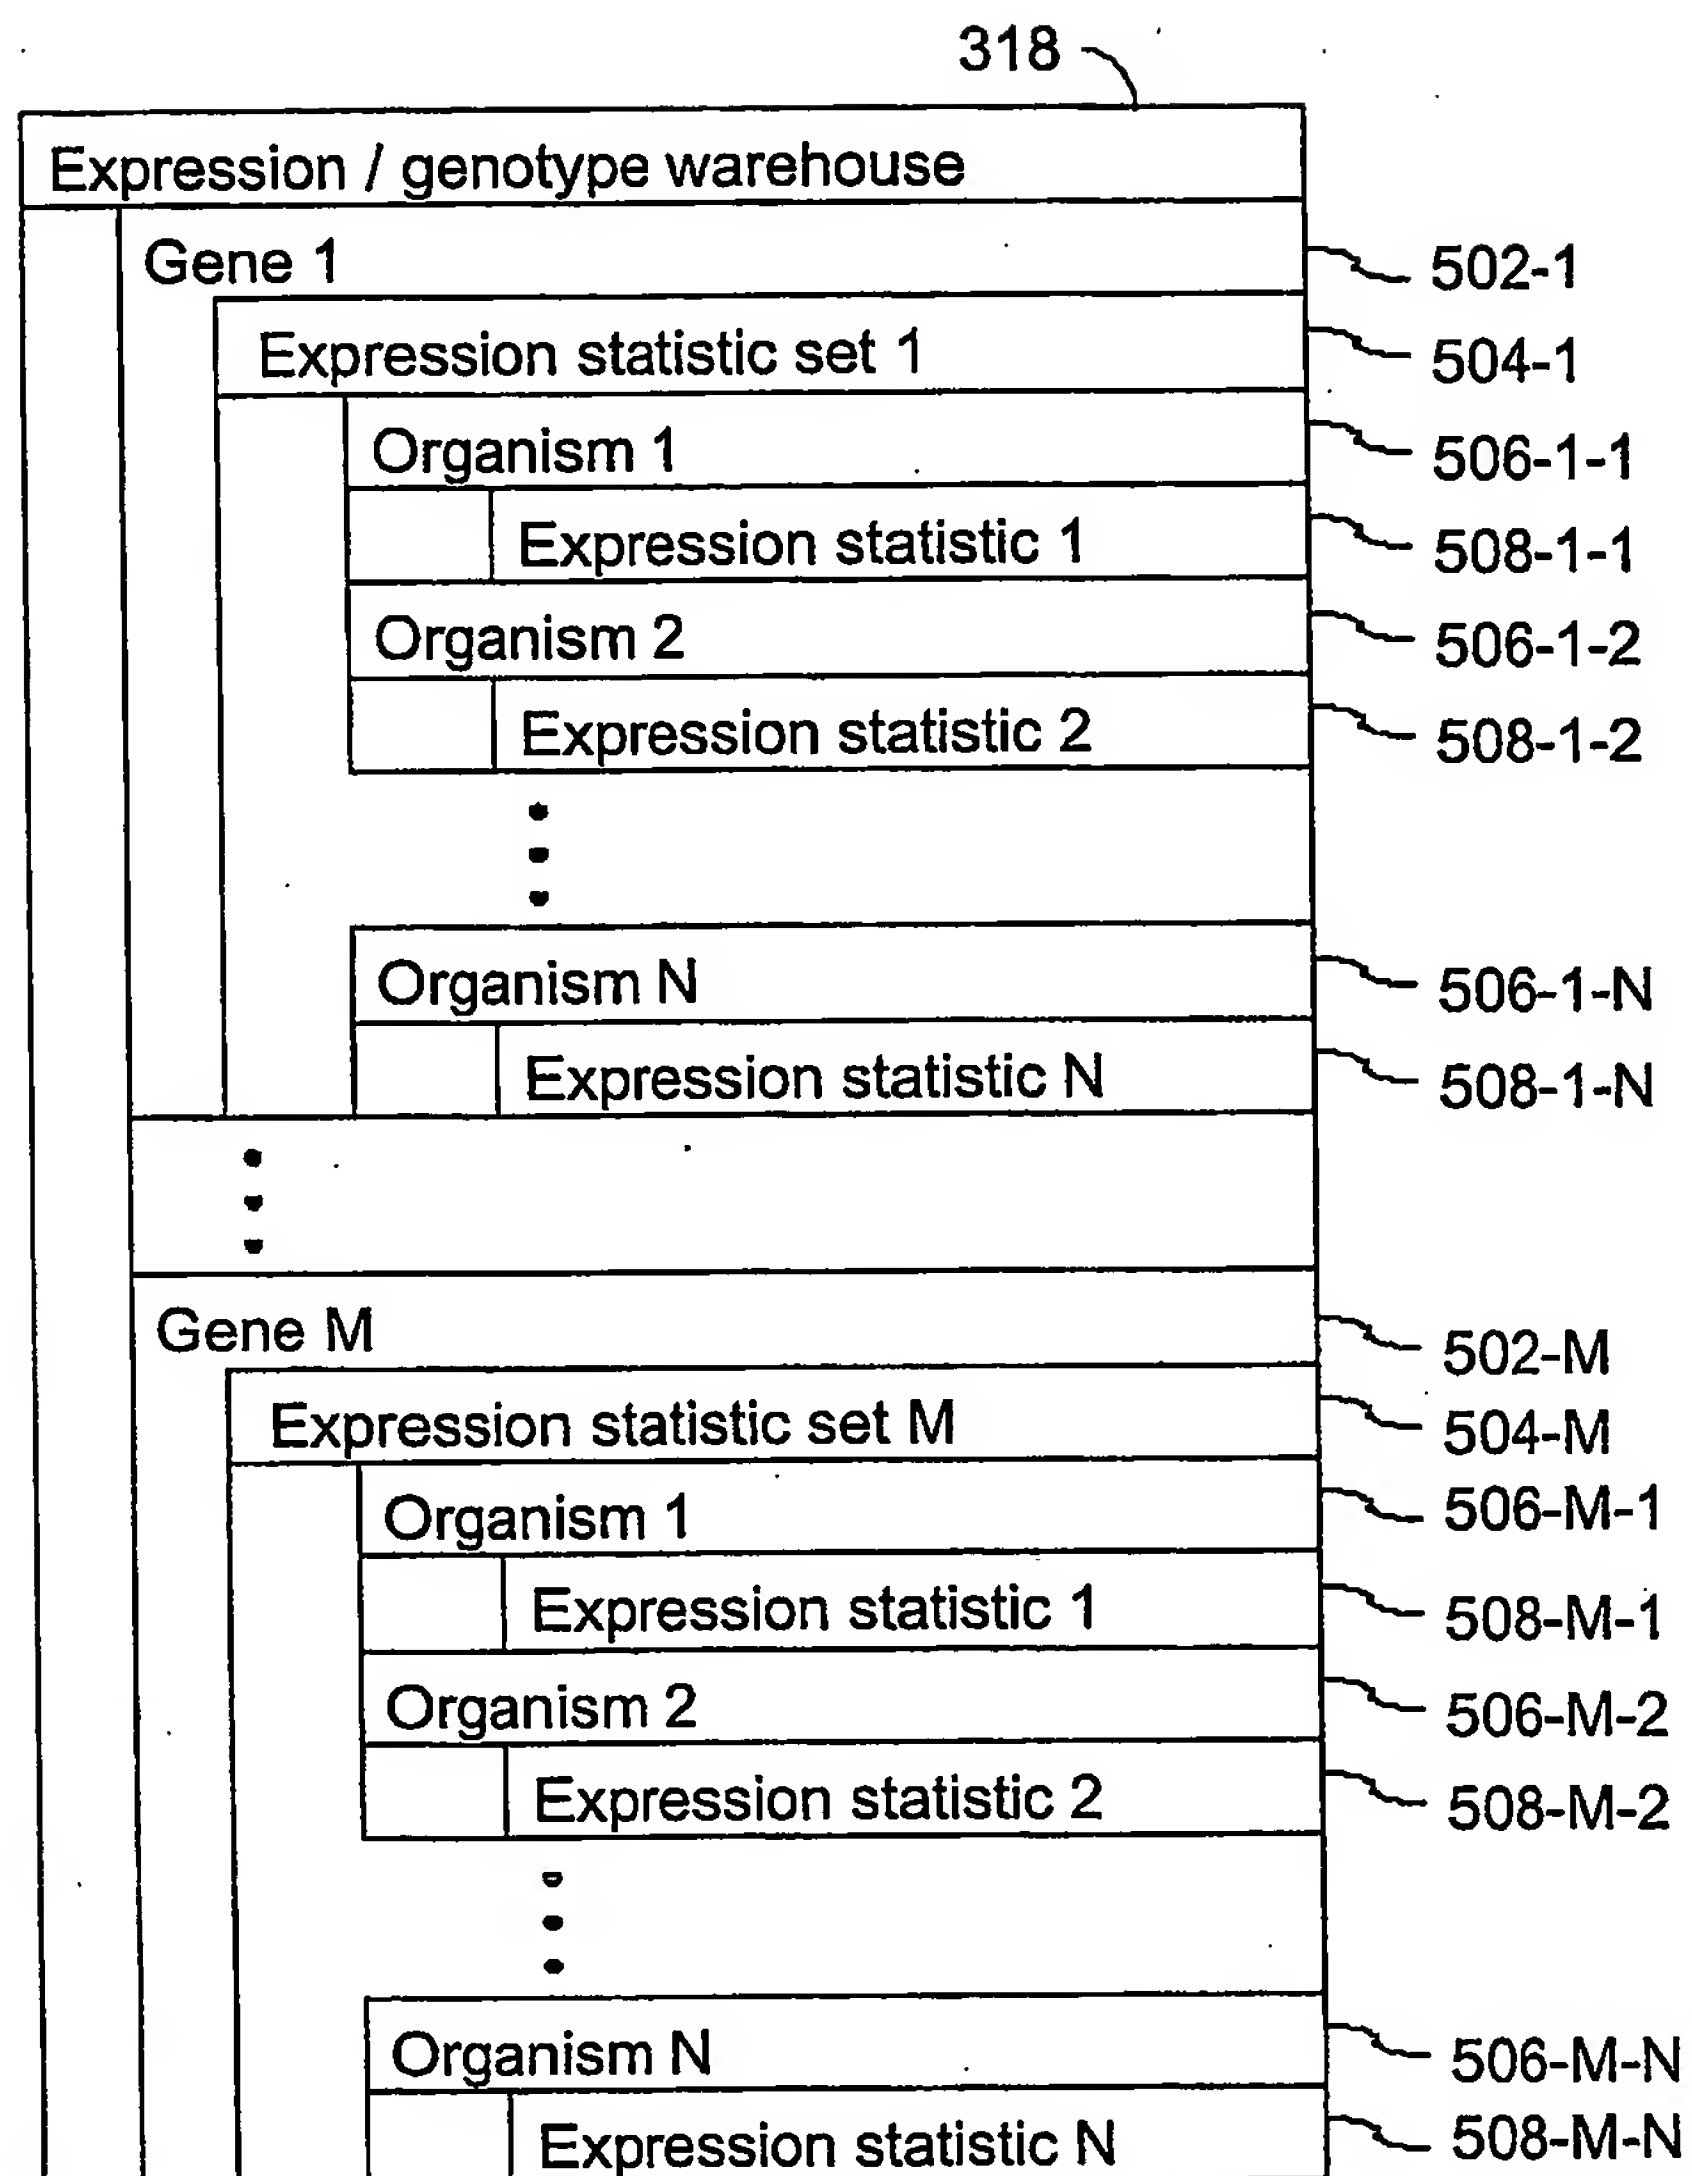 318
Expression / genotype warehouse
Gene 1 502-1
Expression statistic set 1 504-1
Organism 1 506-1-1
Expression statistic 1 508-1-1
Organism 2 506-1-2
Expression statistic 2 508-1-2
Organism N 506-1-N
Expression statistic N 508-1-N
Gene M 502-M
Expression statistic set M 504-M
Organism 1 506-M-1
Expression statistic 1 508-M-1
Organism 2 506-M-2
Expression statistic 2 508-M-2
Organism N 506-M-N
Expression statistic N 508-M-N